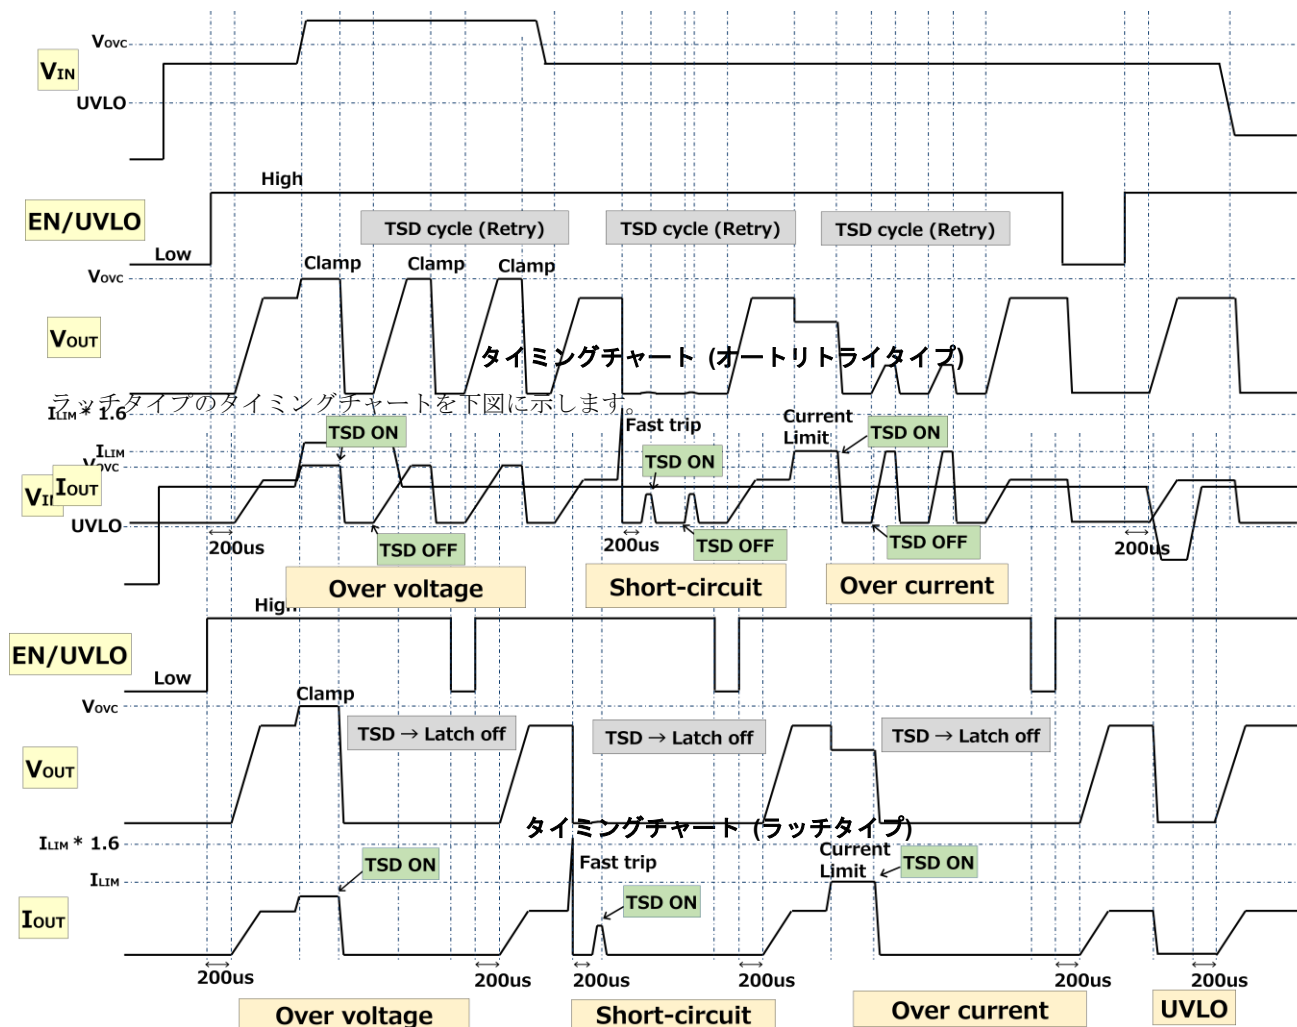 VOVC
VIN
UVLO
High
EN/UVLO
TSD cycle (Retry) TSD cycle (Retry) TSD cycle (Retry)
Low
Clamp Clamp Clamp
VOVC
VOUT
タイミングチャート (オートリトライタイプ)
ラッチタイプのタイミングチャートを下図に示します。
ILIM * 1.6
Fast trip
Current
Limit
TSD ON
TSD ON
ILIM
TSD ON
VOVC
IOUT
UVLO
200us
TSD OFF
200us
TSD OFF
TSD OFF
200us
Over voltage Short-circuit Over current
High
EN/UVLO
Low
Clamp
VOVC
TSD → Latch off TSD → Latch off TSD → Latch off
VOUT
タイミングチャート (ラッチタイプ)
ILIM * 1.6
Fast trip
Current
Limit
TSD ON
TSD ON
ILIM
TSD ON
IOUT
200us 200us 200us 200us 200us 200us
Over voltage Short-circuit Over current UVLO